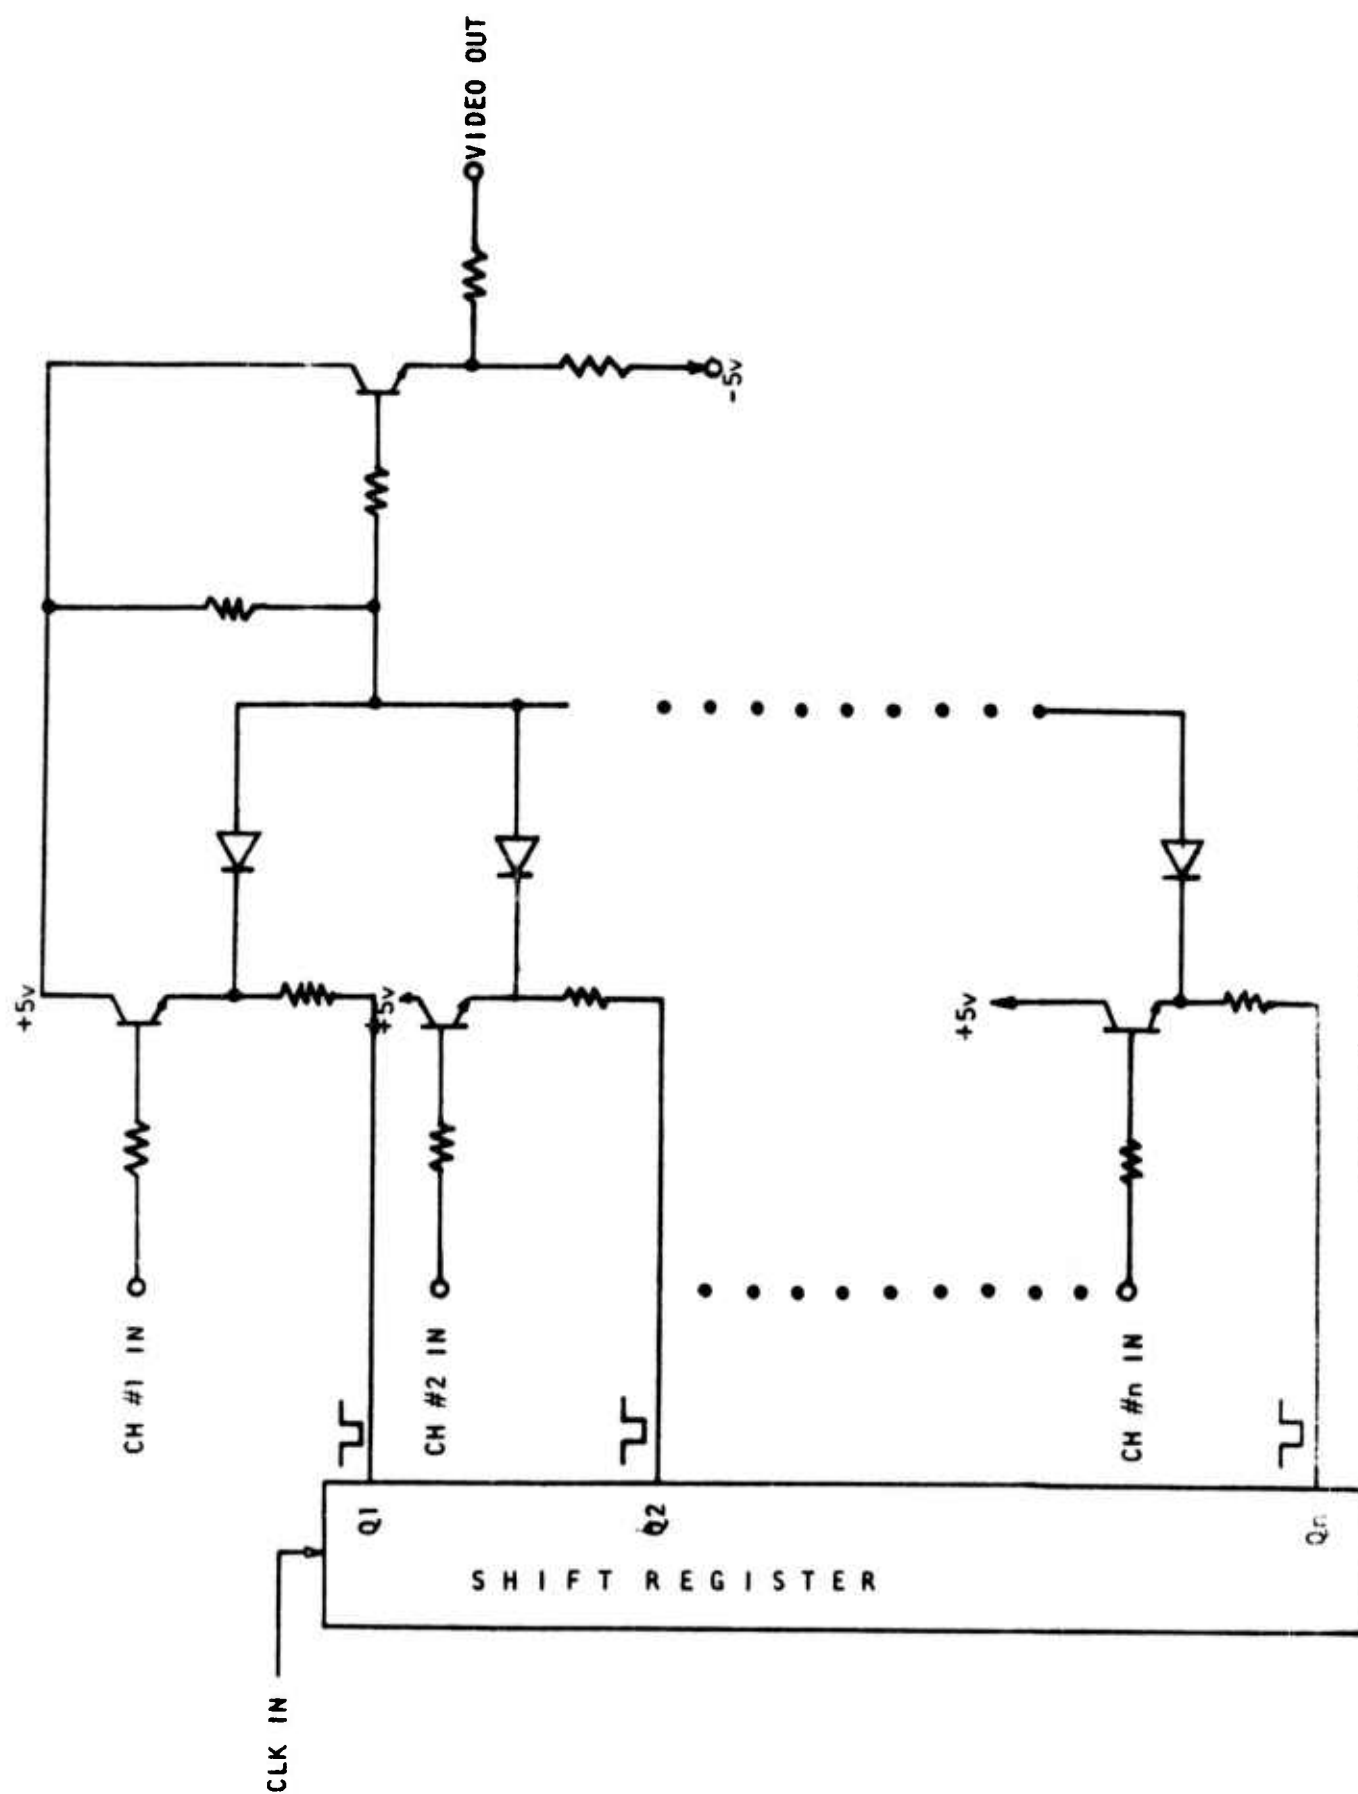 +5v
CH #1 IN
VIDEO OUT
+5v
CH #2 IN
-5v
+5v
CH #n IN
CLK IN
Q1
Q2
Qn
SHIFT REGISTER